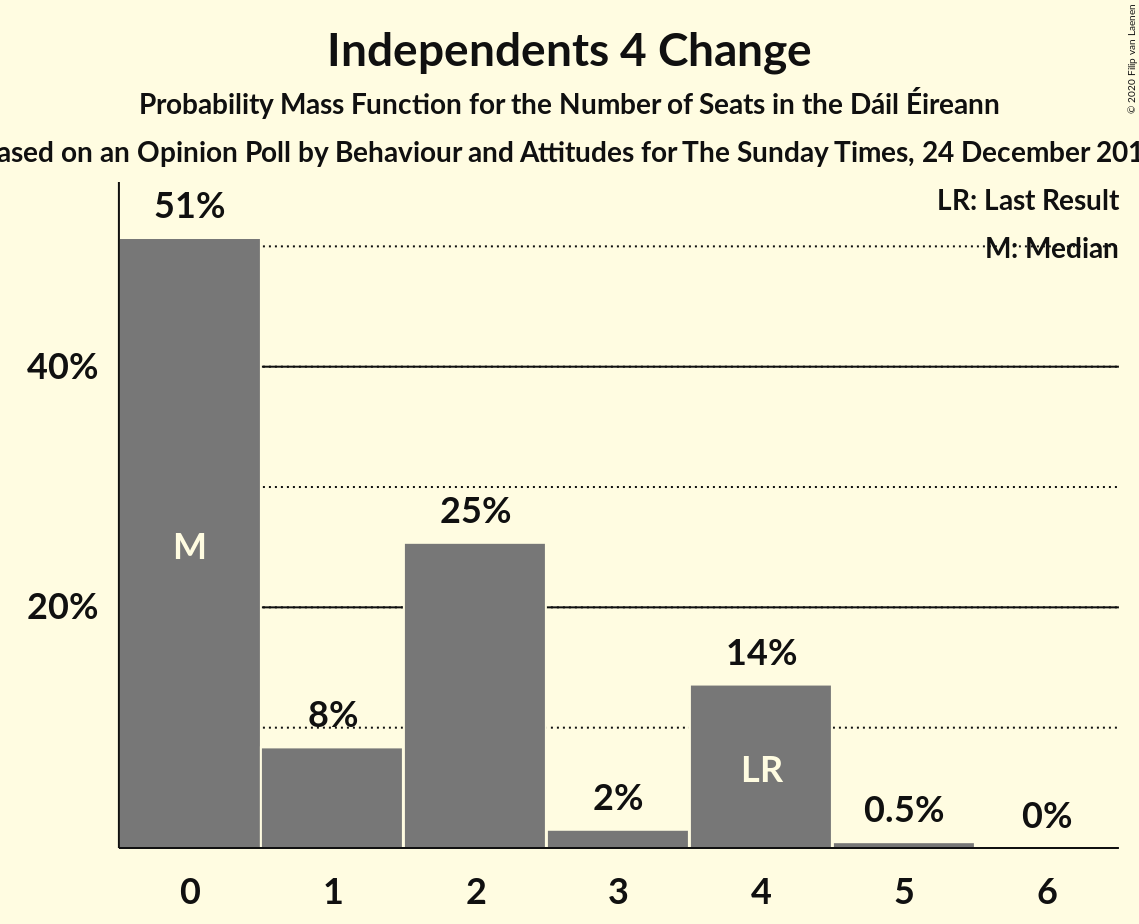 Independents 4 Change
Probability Mass Function for the Number of Seats in the Dáil Éireann
on an Opinion Poll by Behaviour and Attitudes for The Sunday Times, 24 December
© 2020 Filip van Laenen
LR: Last Result
M: Median
51%
40%
25%
M
20%
14%
8%
LR
2%
0.5%
0%
0 1 2 3 4 5 6